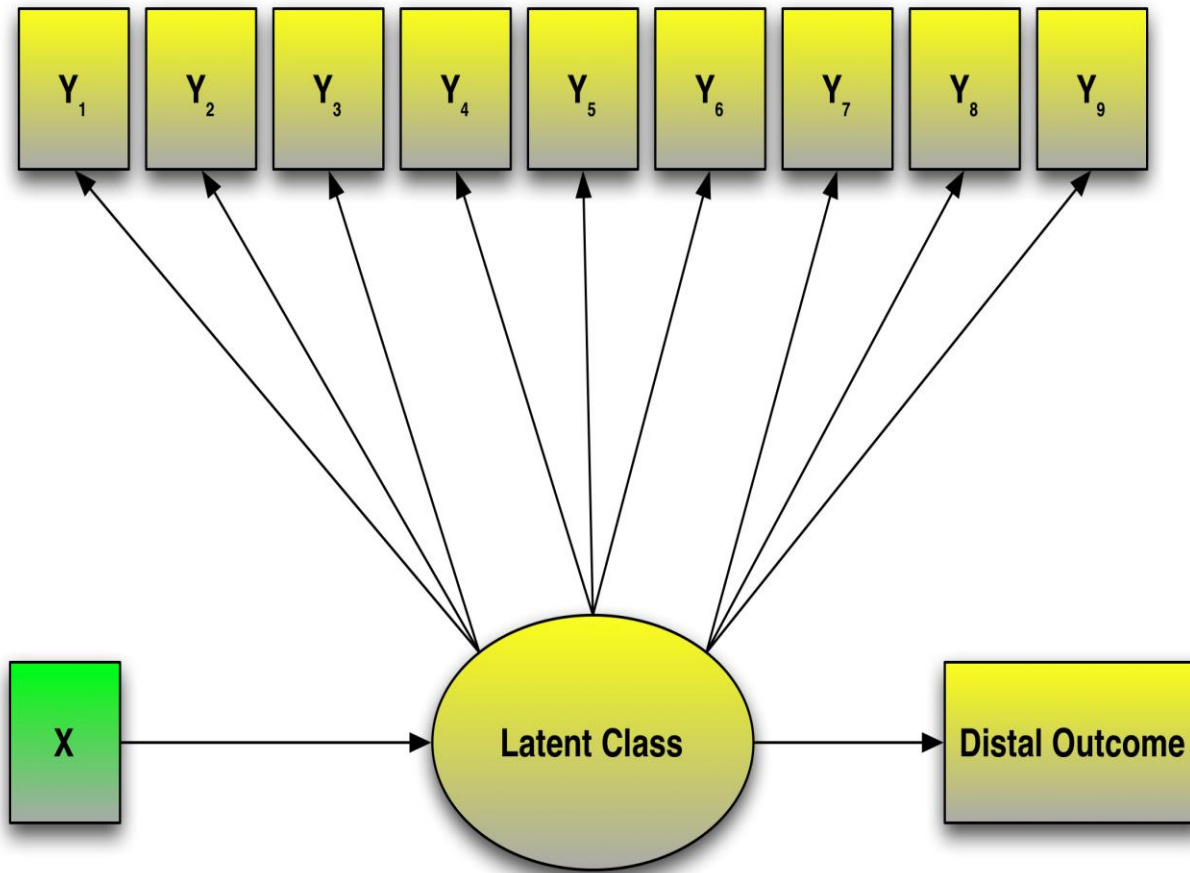 Y₁ Y₂ Y₃ Y₄ Y₅ Y₆ Y₇ Y₈ Y₉
X Latent Class Distal Outcome